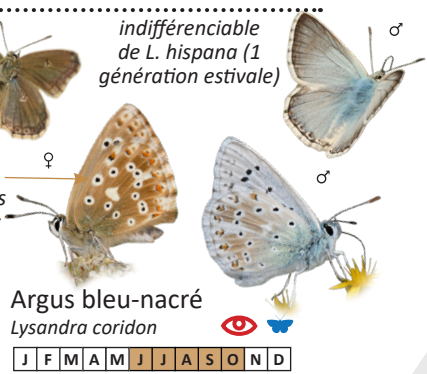 indifférenciable
de L. hispana (1
génération estivale)
♂
♀
♂
s
Argus bleu-nacré
Lysandra coridon
J F M A M J J A S O N D